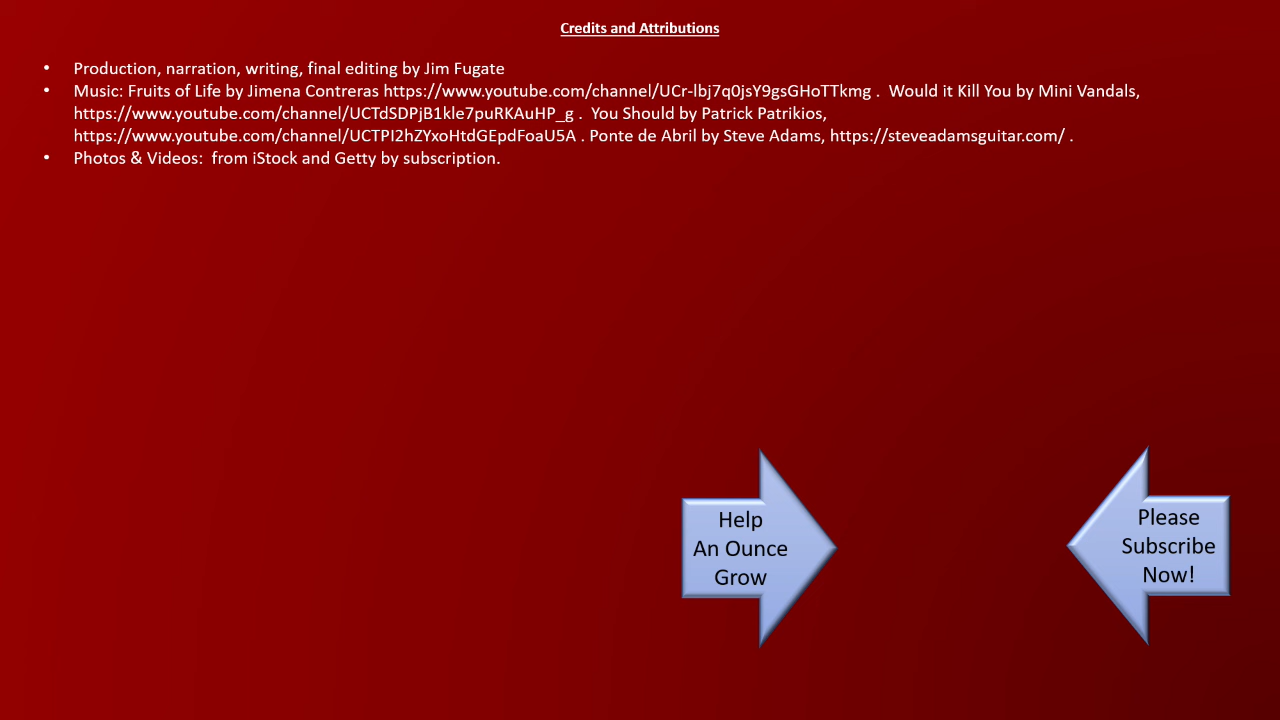 Credits and Attributions
• Production, narration, writing, final editing by Jim Fugate
• Music: Fruits of Life by Jimena Contreras https://www.youtube.com/channel/UCr-lbj7q0jsY9gsGHoTTkmg .  Would it Kill You by Mini Vandals,
https://www.youtube.com/channel/UCTdSDPjB1kle7puRKAuHP_g .  You Should by Patrick Patrikios,
https://www.youtube.com/channel/UCTPI2hZYxoHtdGEpdFoaU5A . Ponte de Abril by Steve Adams, https://steveadamsguitar.com/ .
• Photos & Videos:  from iStock and Getty by subscription.
Help
An Ounce
Grow
Please
Subscribe
Now!